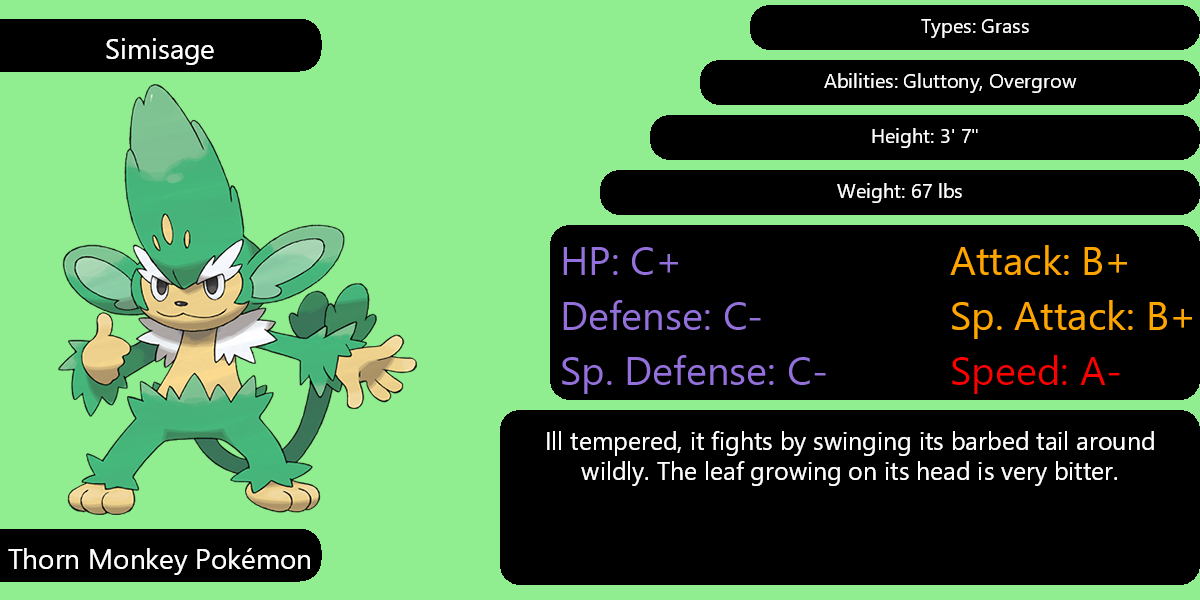 Simisage
Types: Grass
Abilities: Gluttony, Overgrow
Height: 3' 7"
Weight: 67 lbs
HP: C+
Attack: B+
Defense: C-
Sp. Attack: B+
Sp. Defense: C-
Speed: A-
Ill tempered, it fights by swinging its barbed tail around
wildly. The leaf growing on its head is very bitter.
Thorn Monkey Pokémon